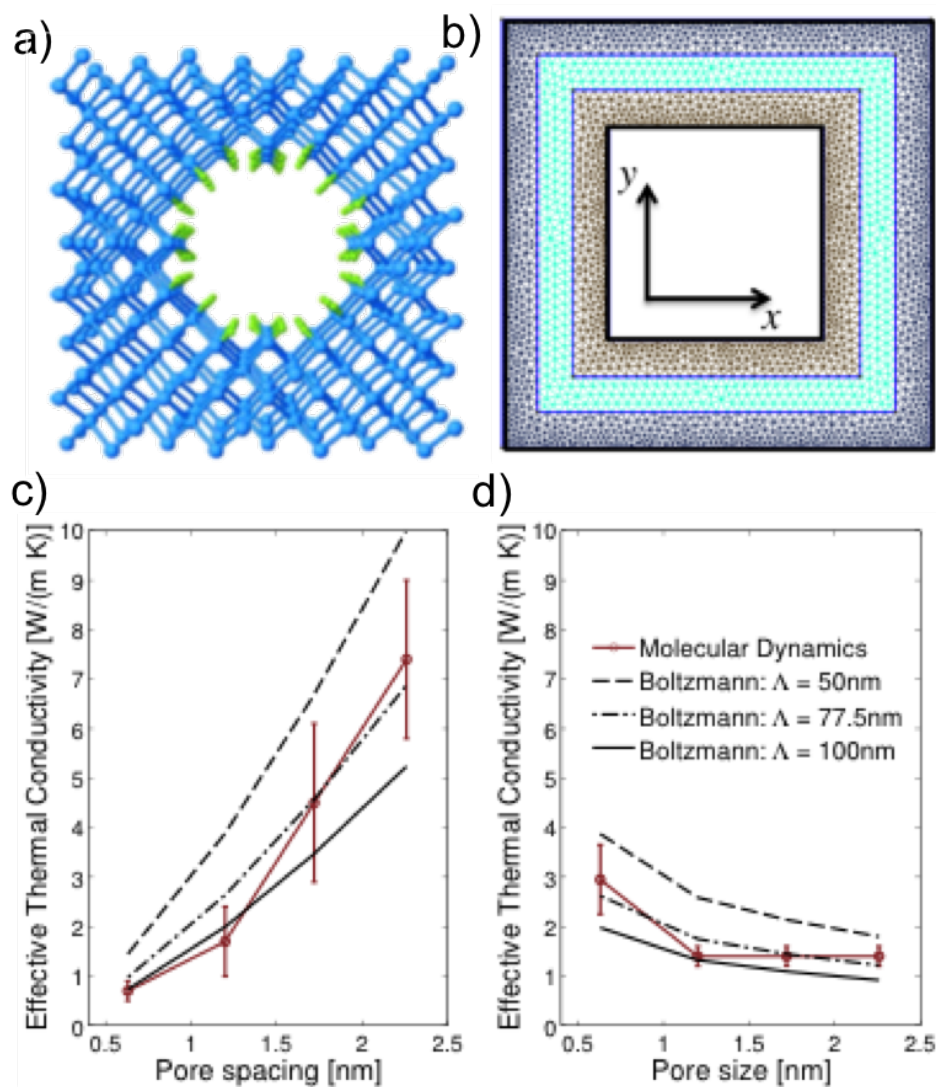 a)
b)
y
x
c)
d)
Effective Thermal Conductivity [W/(m K)]
10
9
8
7
6
5
4
3
2
1
0
0.5 1 1.5 2 2.5
Pore spacing [nm]
Effective Thermal Conductivity [W/(m K)]
10
9
8
7
6
5
4
3
2
1
0
Molecular Dynamics
Boltzmann: Λ = 50nm
Boltzmann: Λ = 77.5nm
Boltzmann: Λ = 100nm
0.5 1 1.5 2 2.5
Pore size [nm]